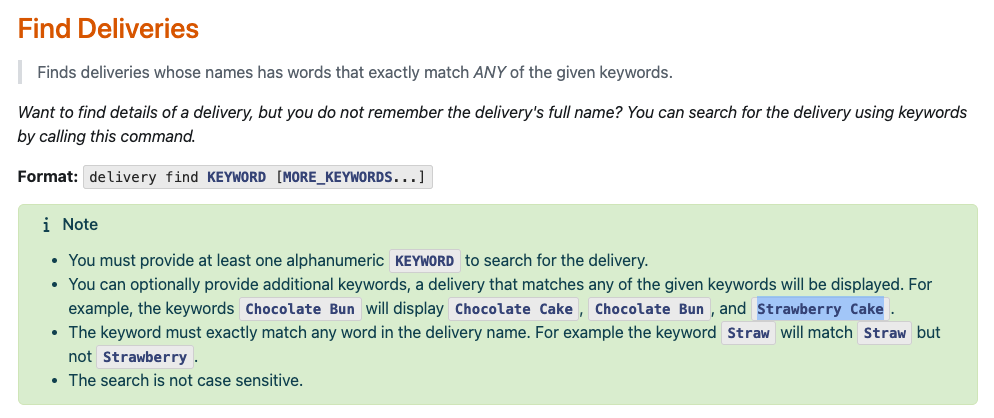 Find Deliveries
Finds deliveries whose names has words that exactly match ANY of the given keywords.
Want to find details of a delivery, but you do not remember the delivery's full name? You can search for the delivery using keywords
by calling this command.
Format: delivery find KEYWORD [MORE_KEYWORDS...]
i Note
• You must provide at least one alphanumeric KEYWORD to search for the delivery.
• You can optionally provide additional keywords, a delivery that matches any of the given keywords will be displayed. For
example, the keywords Chocolate Bun will display Chocolate Cake, Chocolate Bun, and Strawberry Cake.
• The keyword must exactly match any word in the delivery name. For example the keyword Straw will match Straw but
not Strawberry.
• The search is not case sensitive.